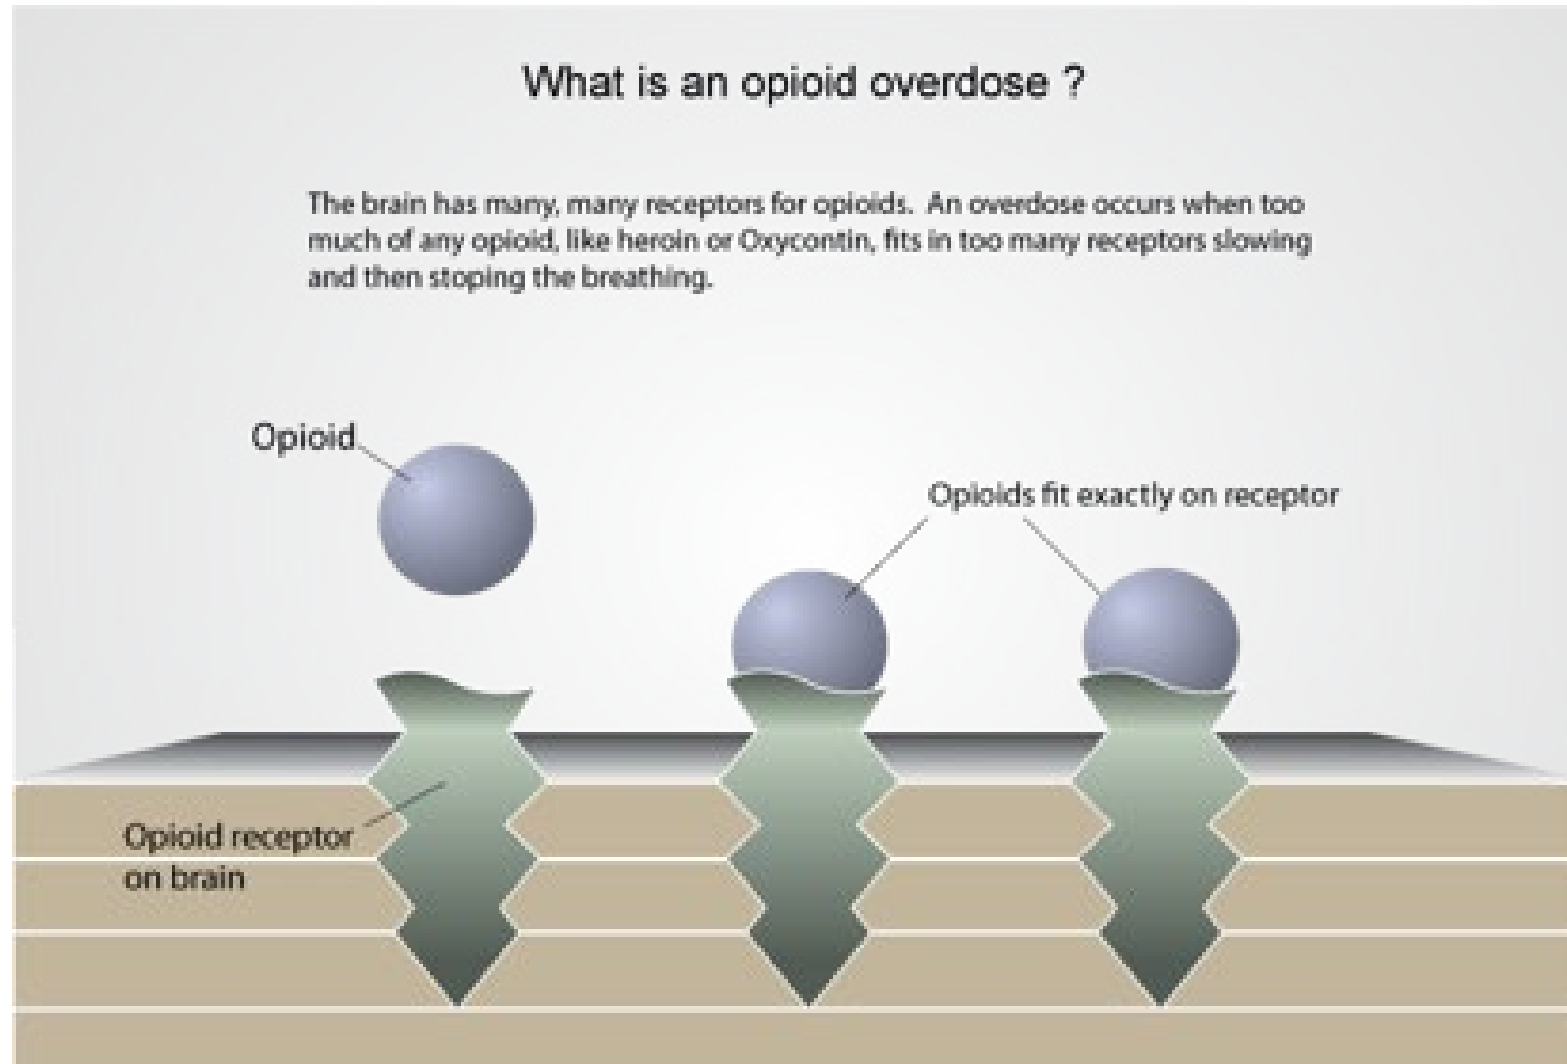 What is an opioid overdose ?
The brain has many, many receptors for opioids. An overdose occurs when too
much of any opioid, like heroin or Oxycontin, fits in too many receptors slowing
and then stoping the breathing.
Opioid
Opioids fit exactly on receptor
Opioid receptor
on brain